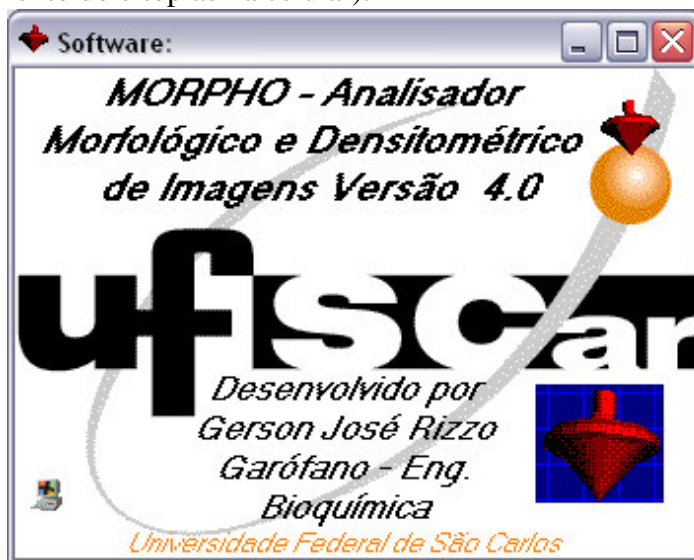 Software:
MORPHO - Analisador
Morfológico e Densitométrico
de Imagens Versão 4.0
ufSCar
Desenvolvido por
Gerson José Rizzo
Garófano - Eng.
Bioquímica
Universidade Federal de São Carlos